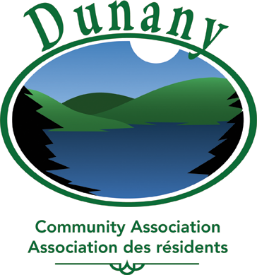 Dunany
Community Association
Association des résidents